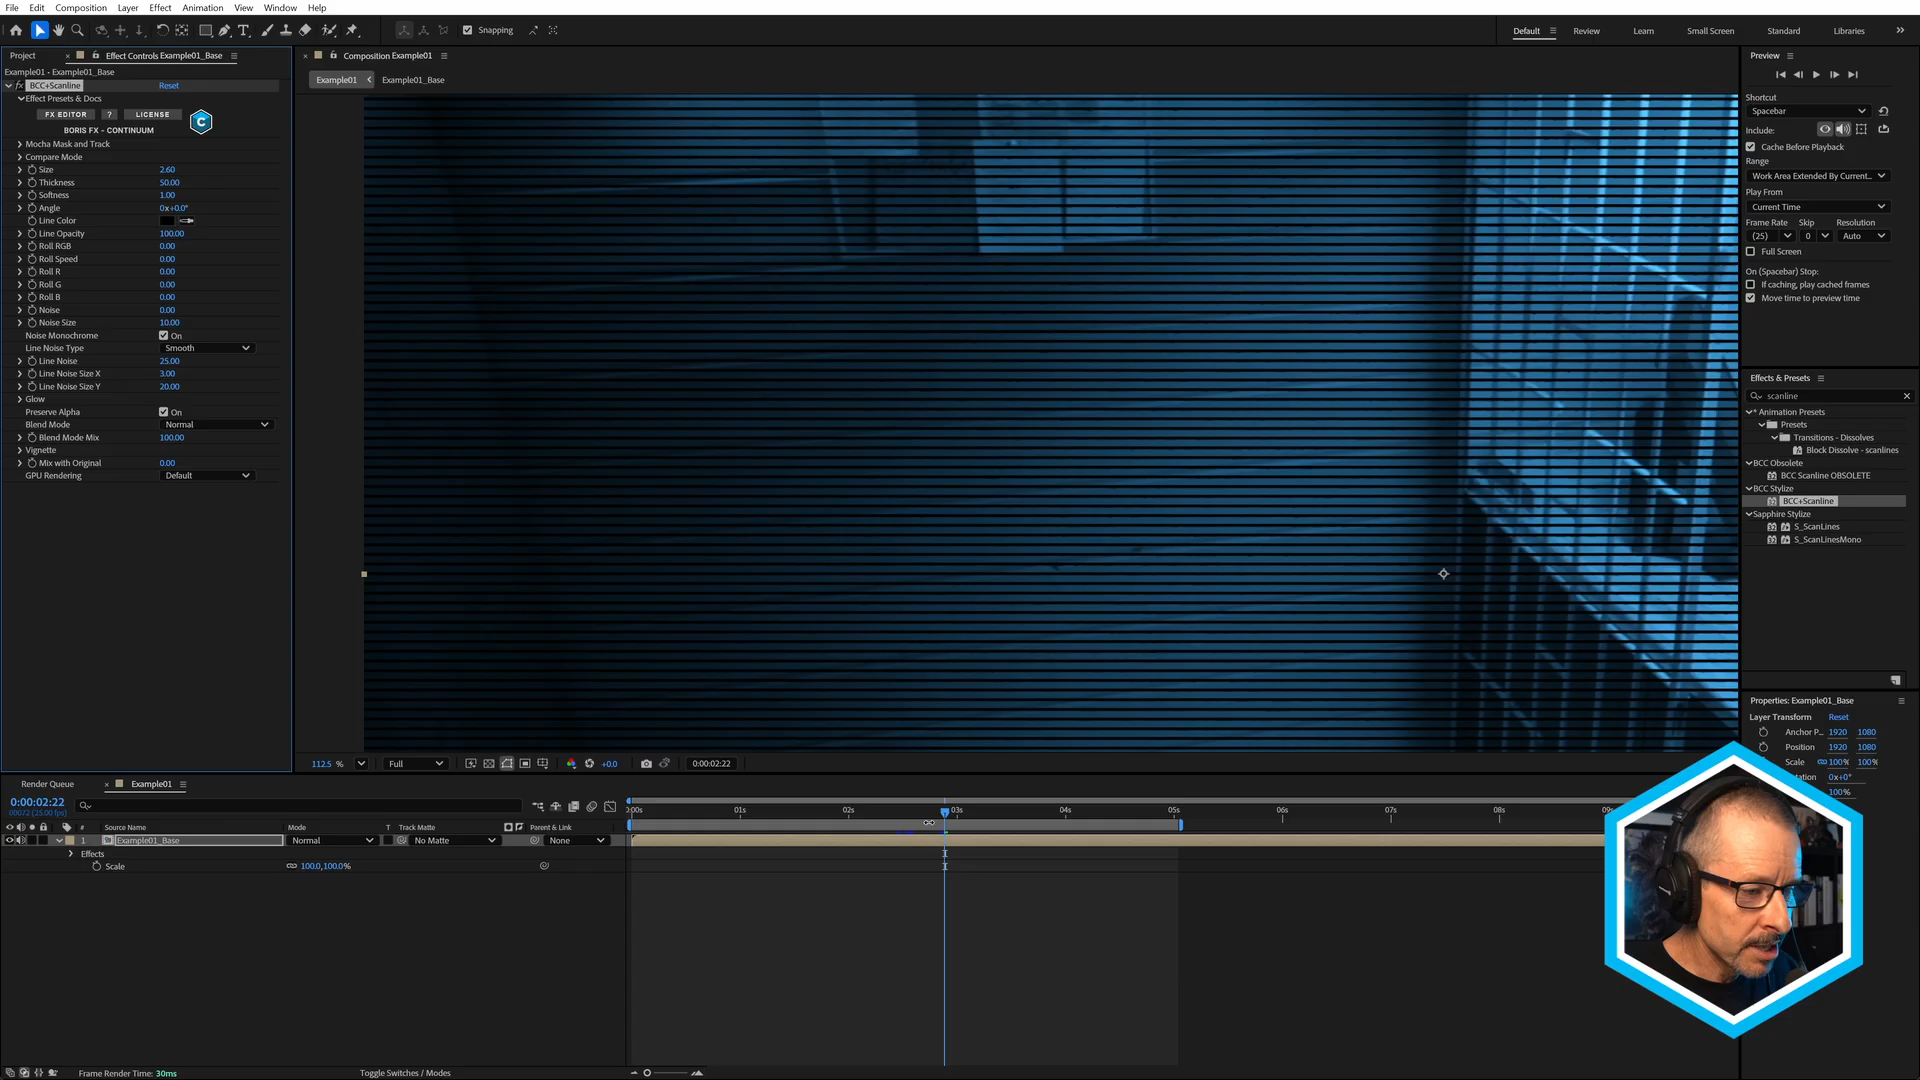 File Edit Composition Layer Effect Animation View Window Help
Snapping
Default Review Learn Small Screen Standard Libraries
Project Effect Controls Example01_Base
Example01 · Example01_Base
fx BCC+Scanline Reset
Effect Presets & Docs
FX EDITOR ? LICENSE
BORIS FX - CONTINUUM
Mocha Mask and Track
Compare Mode
Size 2.60
Thickness 50.00
Softness 1.00
Angle 0x+0.0°
Line Color
Line Opacity 100.00
Roll RGB 0.00
Roll Speed 0.00
Roll R 0.00
Roll G 0.00
Roll B 0.00
Noise 0.00
Noise Size 10.00
Noise Monochrome On
Line Noise Type Smooth
Line Noise 25.00
Line Noise Size X 3.00
Line Noise Size Y 20.00
Glow
Preserve Alpha On
Blend Mode Normal
Blend Mode Mix 100.00
Vignette
Mix with Original 0.00
GPU Rendering Default
Composition Example01
Example01 Example01_Base
112.5 % Full +0.0 0:00:02:22
Preview
Shortcut
Spacebar
Include:
Cache Before Playback
Range
Work Area Extended By Current...
Play From
Current Time
Frame Rate Skip Resolution
(25) 0 Auto
Full Screen
On (Spacebar) Stop:
If caching, play cached frames
Move time to preview time
Effects & Presets
scanline
* Animation Presets
Presets
Transitions - Dissolves
Block Dissolve - scanlines
BCC Obsolete
BCC Scanline OBSOLETE
BCC Stylize
BCC+Scanline
Sapphire Stylize
S_ScanLines
S_ScanLinesMono
Properties: Example01_Base
Layer Transform Reset
Anchor P... 1920 1080
Position 1920 1080
Scale 100% 100%
0x+0°
100%
Render Queue Example01
0:00:02:22
00072 (25.00 fps)
# Source Name Mode T Track Matte Parent & Link
1 Example01_Base Normal No Matte None
Effects
Scale 100.0,100.0%
01s 02s 03s 04s 05s 06s 07s 08s
Frame Render Time: 30ms Toggle Switches / Modes